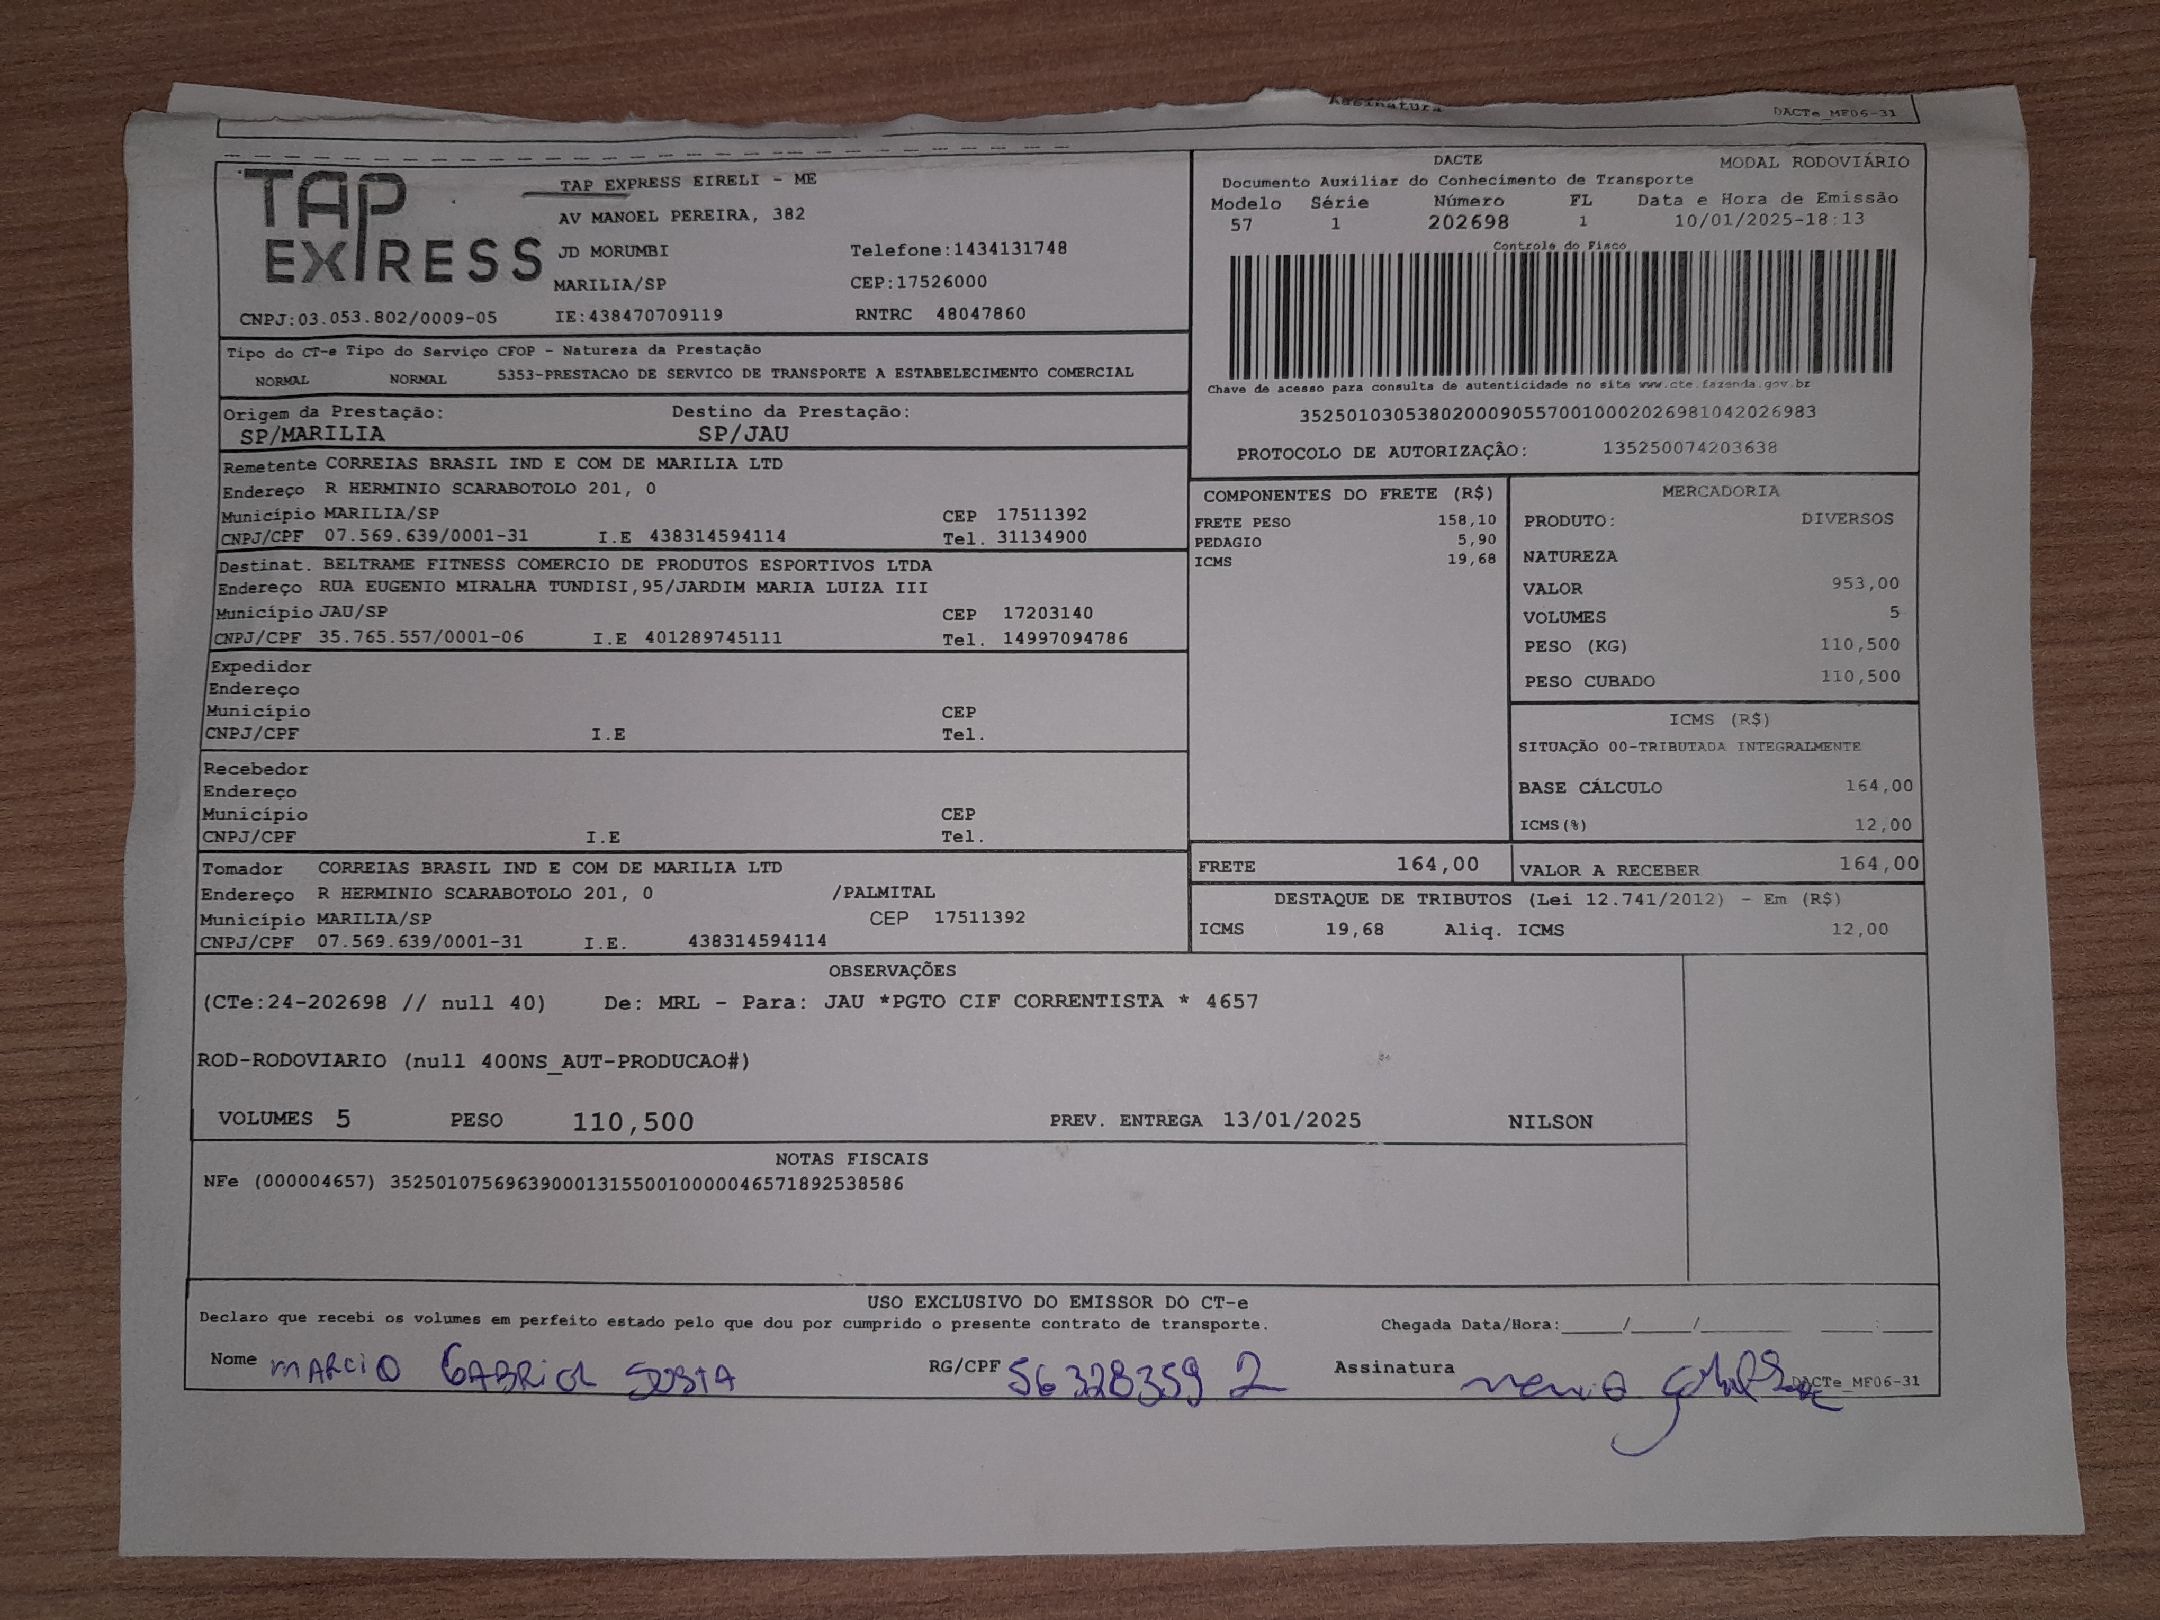 Assinatura
DACTe_MF06-31
TAP EXPRESS
TAP EXPRESS EIRELI - ME
AV MANOEL PEREIRA, 382
JD MORUMBI Telefone:1434131748
MARILIA/SP CEP:17526000
CNPJ:03.053.802/0009-05 IE:438470709119 RNTRC 48047860
DACTE MODAL RODOVIÁRIO
Documento Auxiliar do Conhecimento de Transporte
Modelo Série Número FL Data e Hora de Emissão
57 1 202698 1 10/01/2025-18:13
Controle do Fisco
Chave de acesso para consulta de autenticidade no site www.cte.fazenda.gov.br
35250103053802000905570010002026981042026983
PROTOCOLO DE AUTORIZAÇÂO: 135250074203638
Tipo do CT-e Tipo do Serviço CFOP - Natureza da Prestação
NORMAL NORMAL 5353-PRESTACAO DE SERVICO DE TRANSPORTE A ESTABELECIMENTO COMERCIAL
Origem da Prestação: Destino da Prestação:
SP/MARILIA SP/JAU
Remetente CORREIAS BRASIL IND E COM DE MARILIA LTD
Endereço R HERMINIO SCARABOTOLO 201, 0
Município MARILIA/SP CEP 17511392
CNPJ/CPF 07.569.639/0001-31 I.E 438314594114 Tel. 31134900
Destinat. BELTRAME FITNESS COMERCIO DE PRODUTOS ESPORTIVOS LTDA
Endereço RUA EUGENIO MIRALHA TUNDISI,95/JARDIM MARIA LUIZA III
Município JAU/SP CEP 17203140
CNPJ/CPF 35.765.557/0001-06 I.E 401289745111 Tel. 14997094786
Expedidor
Endereço
Município CEP
CNPJ/CPF I.E Tel.
Recebedor
Endereço
Município CEP
CNPJ/CPF I.E Tel.
Tomador CORREIAS BRASIL IND E COM DE MARILIA LTD
Endereço R HERMINIO SCARABOTOLO 201, 0 /PALMITAL
Município MARILIA/SP CEP 17511392
CNPJ/CPF 07.569.639/0001-31 I.E. 438314594114
COMPONENTES DO FRETE (R$)
FRETE PESO 158,10
PEDAGIO 5,90
ICMS 19,68
MERCADORIA
PRODUTO: DIVERSOS
NATUREZA
VALOR 953,00
VOLUMES 5
PESO (KG) 110,500
PESO CUBADO 110,500
ICMS (R$)
SITUAÇÃO 00-TRIBUTADA INTEGRALMENTE
BASE CÁLCULO 164,00
ICMS(%) 12,00
FRETE 164,00 VALOR A RECEBER 164,00
DESTAQUE DE TRIBUTOS (Lei 12.741/2012) - Em (R$)
ICMS 19,68 Aliq. ICMS 12,00
OBSERVAÇÕES
(CTe:24-202698 // null 40) De: MRL - Para: JAU *PGTO CIF CORRENTISTA * 4657
ROD-RODOVIARIO (null 400NS_AUT-PRODUCAO#)
VOLUMES 5 PESO 110,500 PREV. ENTREGA 13/01/2025 NILSON
NOTAS FISCAIS
NFe (000004657) 35250107569639000131550010000046571892538586
USO EXCLUSIVO DO EMISSOR DO CT-e
Declaro que recebi os volumes em perfeito estado pelo que dou por cumprido o presente contrato de transporte. Chegada Data/Hora:_____/_____/_______ ____:____
Nome MARCIO GABRIEL RG/CPF 56328359 2 Assinatura
DACTe_MF06-31